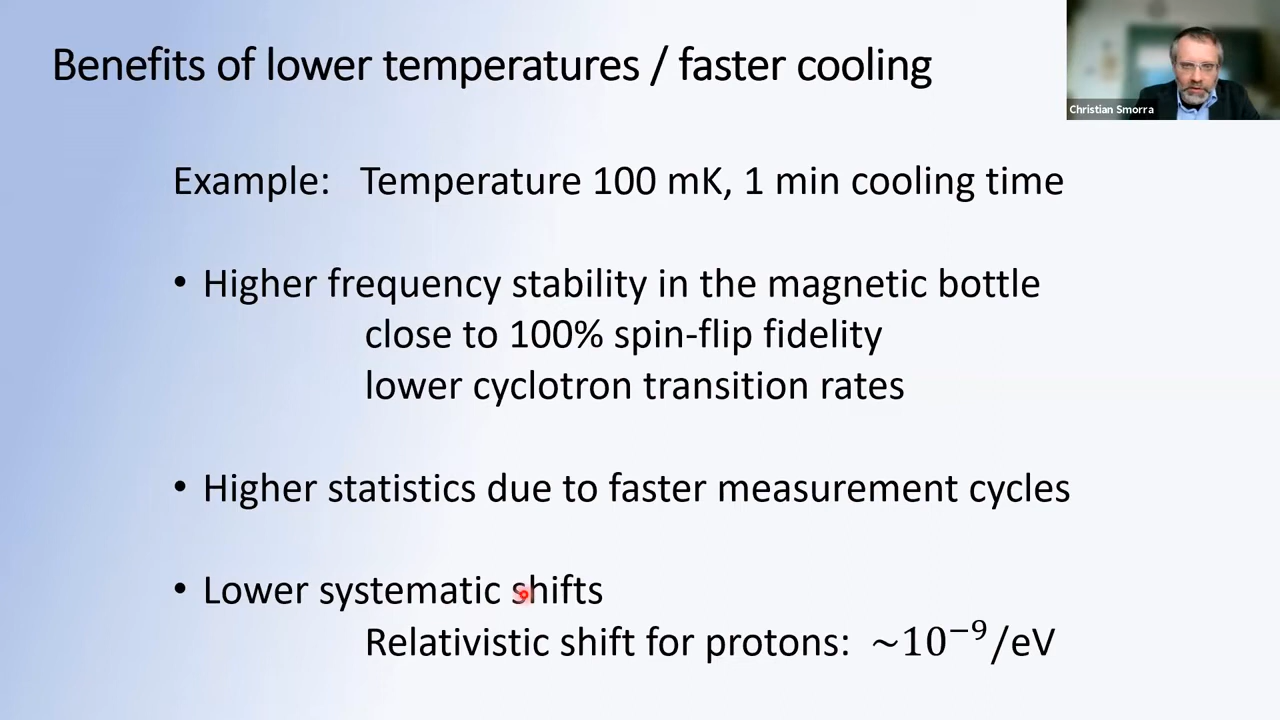 Benefits of lower temperatures / faster cooling
Christian Smorra
Example: Temperature 100 mK, 1 min cooling time
• Higher frequency stability in the magnetic bottle
close to 100% spin-flip fidelity
lower cyclotron transition rates
• Higher statistics due to faster measurement cycles
• Lower systematic shifts
Relativistic shift for protons: ~10⁻⁹/eV